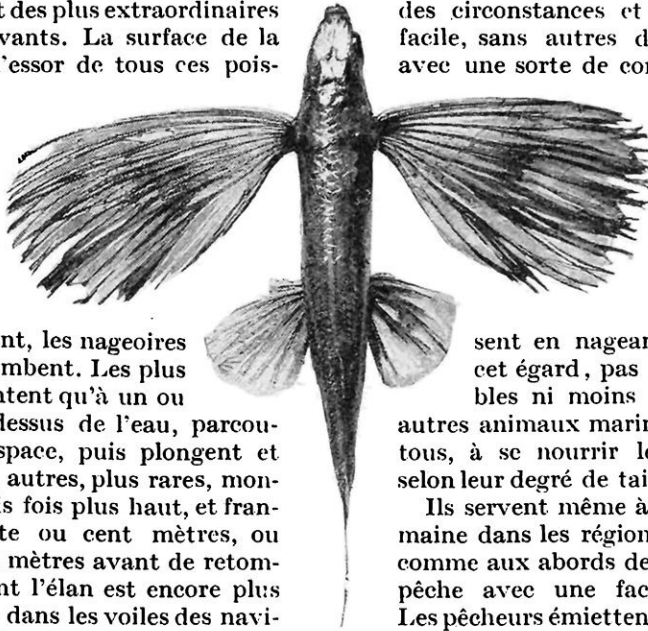 t des plus extraordinaires
vants. La surface de la
'essor de tous ces pois-
nt, les nageoires
mbent. Les plus
ntent qu'à un ou
dessus de l'eau, parcou-
space, puis plongent et
autres, plus rares, mon-
s fois plus haut, et fran-
te ou cent mètres, ou
mètres avant de retom-
nt l'élan est encore plus
dans les voiles des navi-
des circonstances et
facile, sans autres d
avec une sorte de co
sent en nagean
cet égard, pas
bles ni moins
autres animaux marin
tous, à se nourrir le
selon leur degré de tai
Ils servent même à
maine dans les région
comme aux abords de
pêche avec une fac
Les pêcheurs émietten